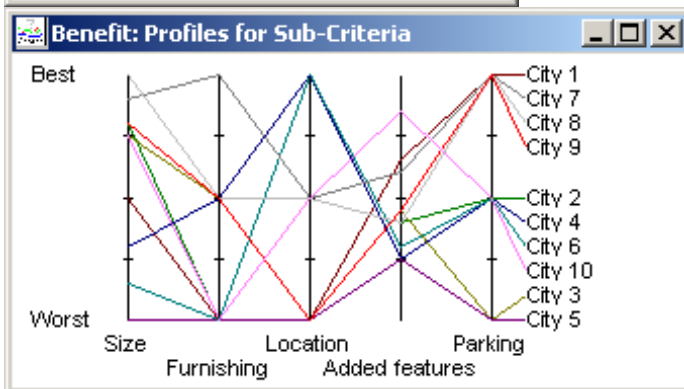 Benefit: Profiles for Sub-Criteria
Best
City 1
City 7
City 8
City 9
City 2
City 4
City 6
City 10
City 3
Worst
City 5
Size
Location
Parking
Furnishing
Added features